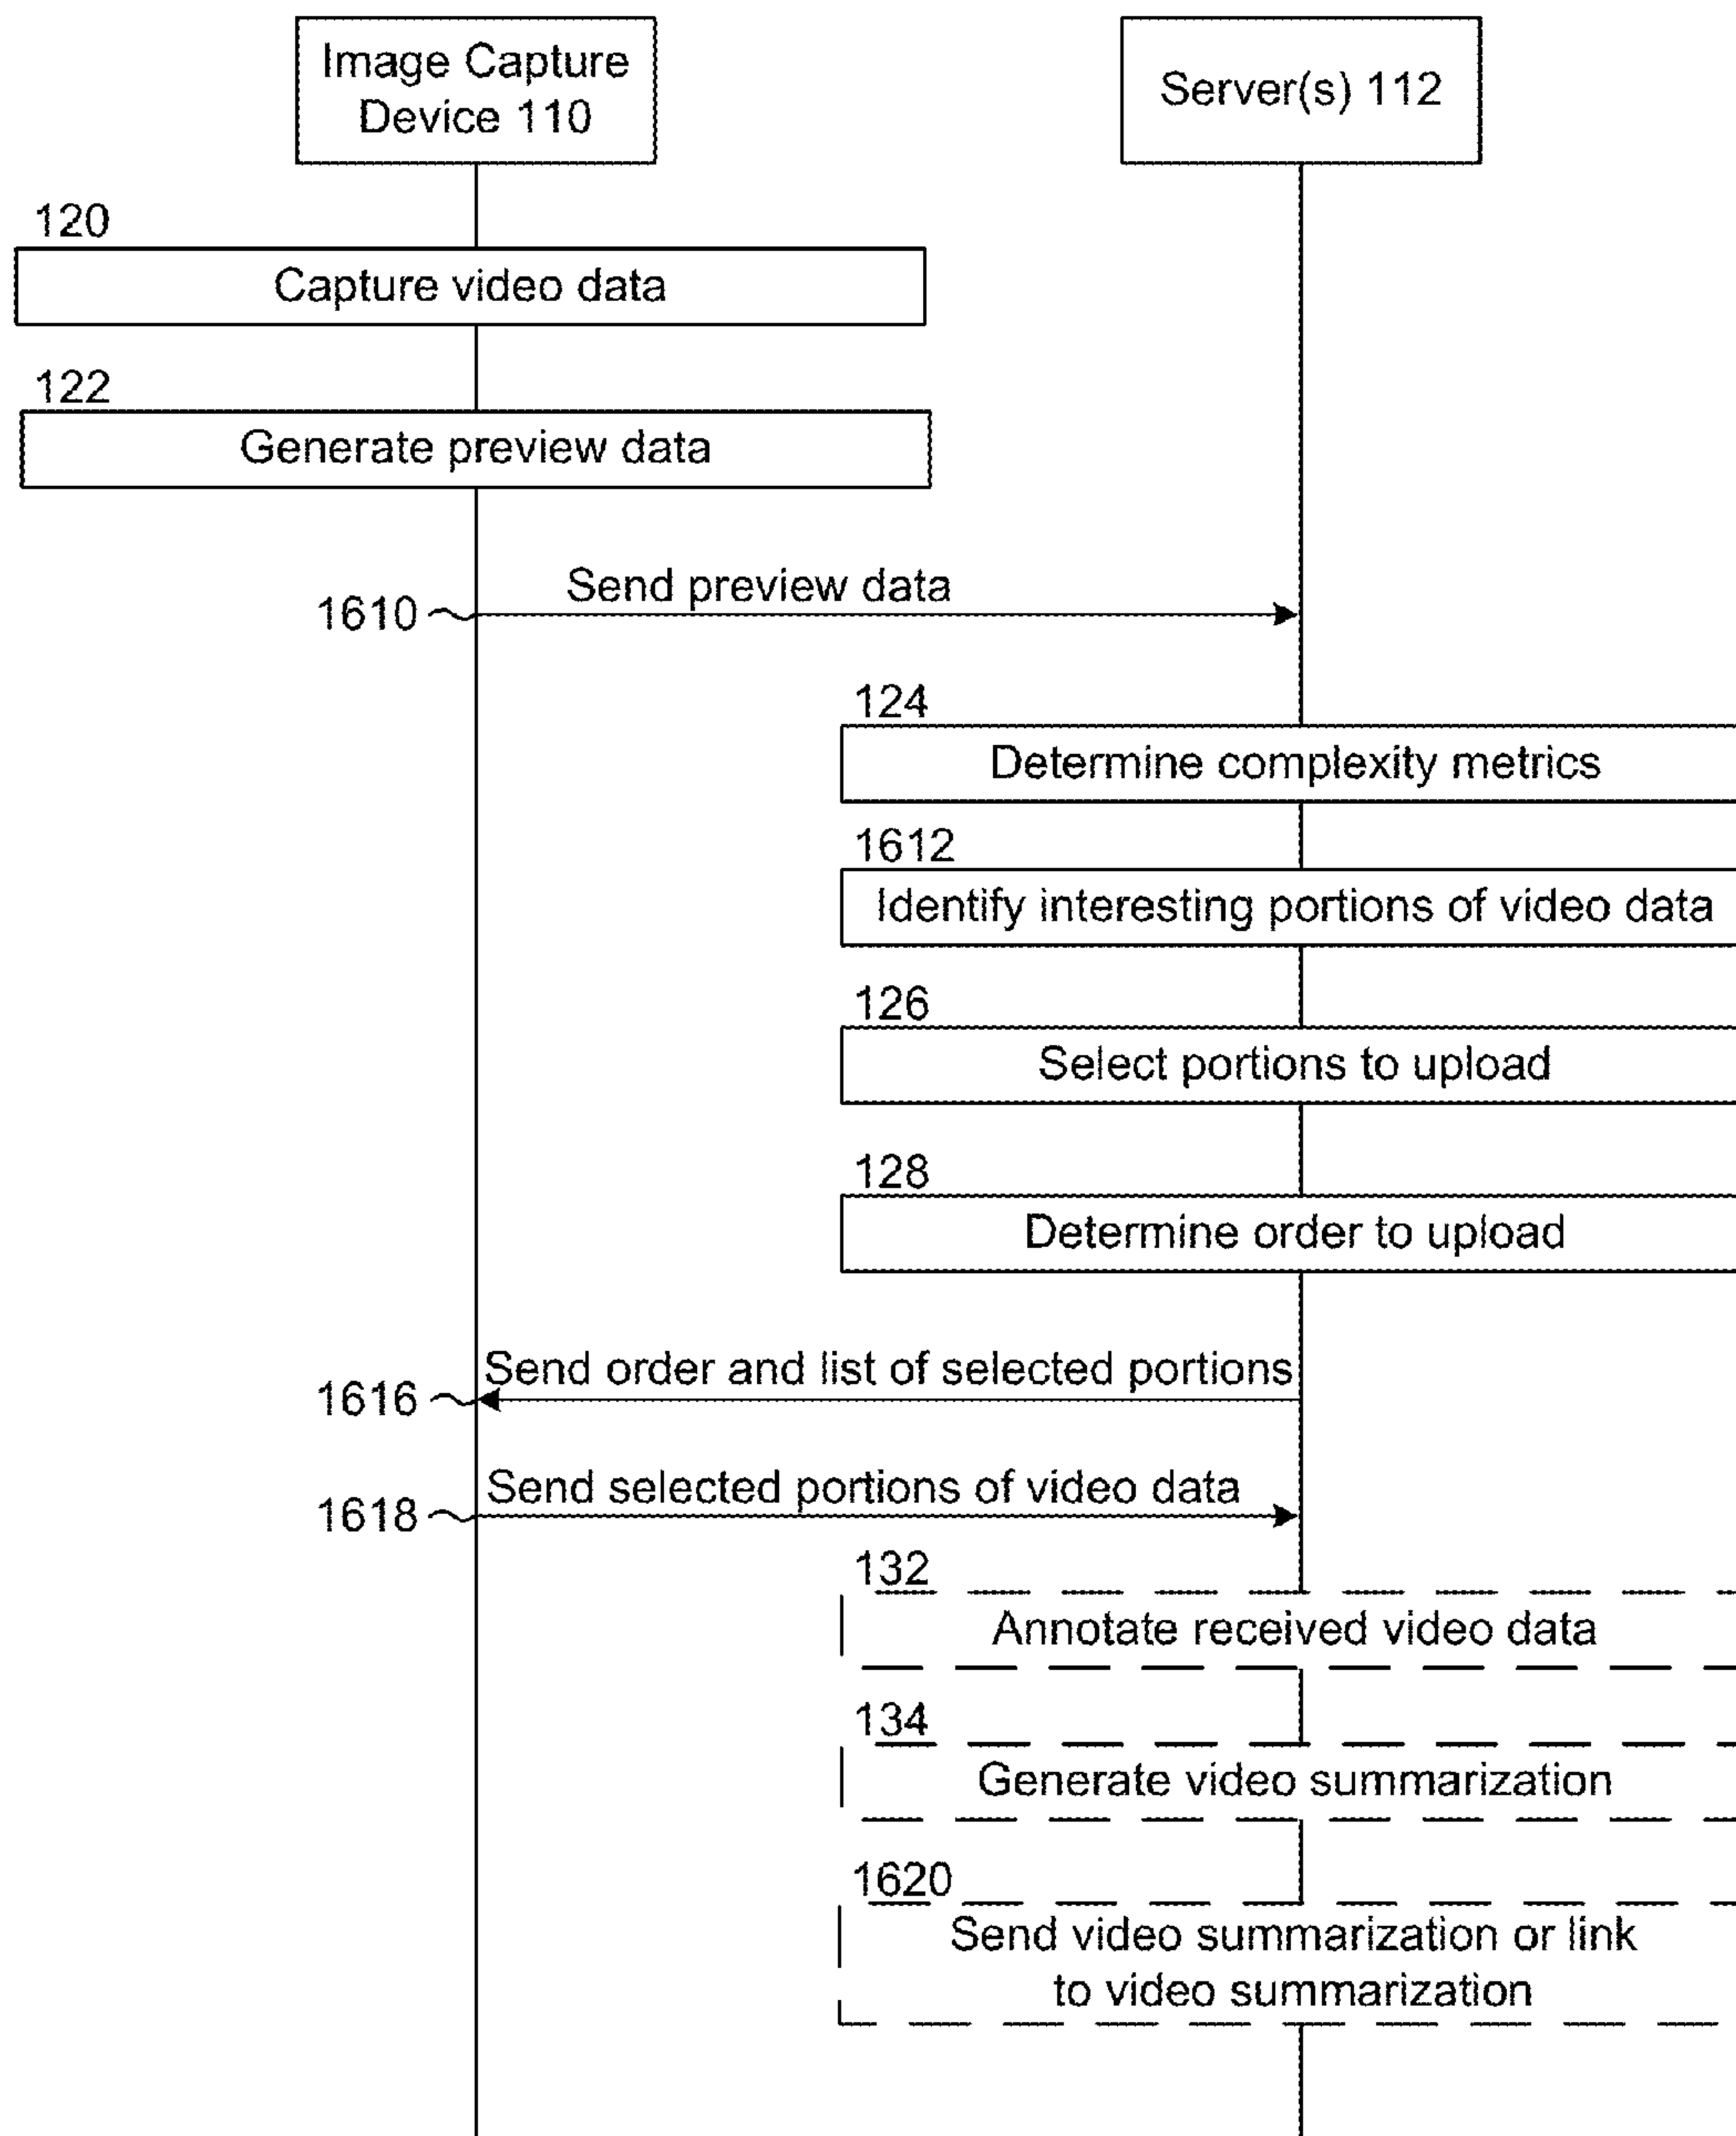 Image Capture
Device 110
Server(s) 112
120
Capture video data
122
Generate preview data
Send preview data
1610
124
Determine complexity metrics
1612
Identify interesting portions of video data
126
Select portions to upload
128
Determine order to upload
Send order and list of selected portions
1616
Send selected portions of video data
1618
132
Annotate received video data
134
Generate video summarization
1620
Send video summarization or link
to video summarization